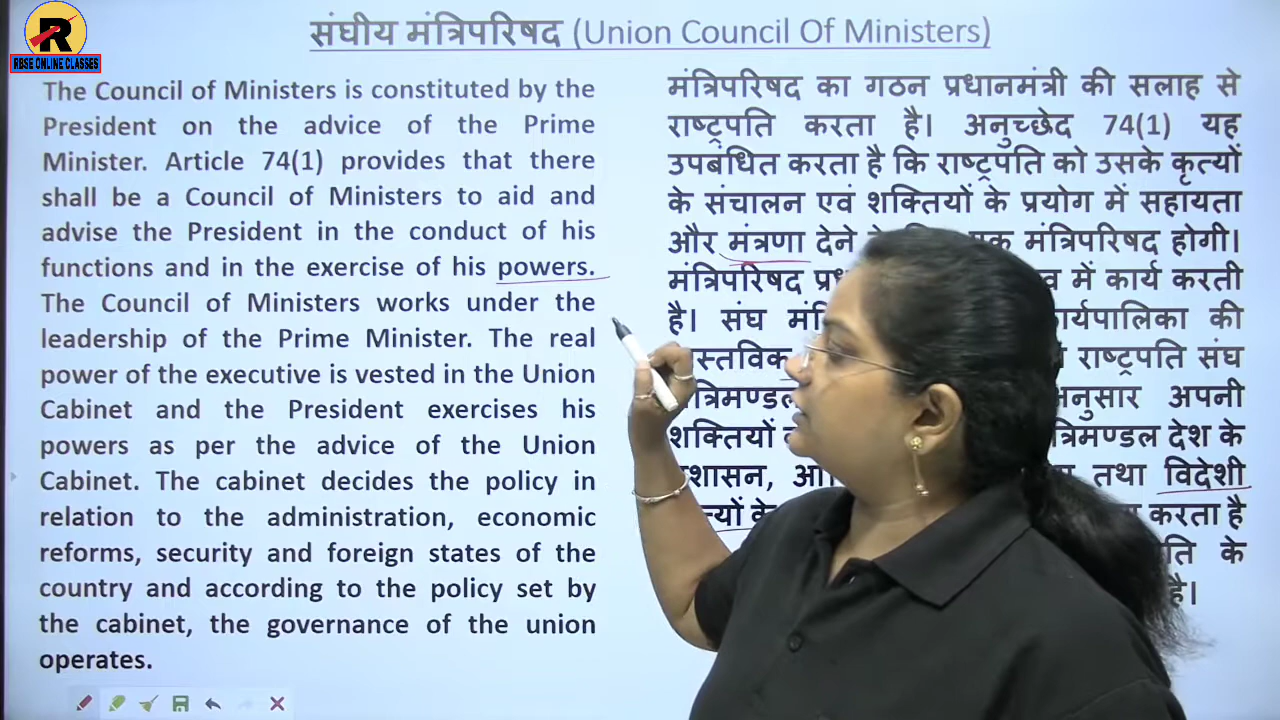 R
RBSE ONLINE CLASSES
संघीय मंत्रिपरिषद (Union Council Of Ministers)
The Council of Ministers is constituted by the
President on the advice of the Prime
Minister. Article 74(1) provides that there
shall be a Council of Ministers to aid and
advise the President in the conduct of his
functions and in the exercise of his powers.
The Council of Ministers works under the
leadership of the Prime Minister. The real
power of the executive is vested in the Union
Cabinet and the President exercises his
powers as per the advice of the Union
Cabinet. The cabinet decides the policy in
relation to the administration, economic
reforms, security and foreign states of the
country and according to the policy set by
the cabinet, the governance of the union
operates.
मंत्रिपरिषद का गठन प्रधानमंत्री की सलाह से
राष्ट्रपति करता है। अनुच्छेद 74(1) यह
उपबंधित करता है कि राष्ट्रपति को उसके कृत्यों
के संचालन एवं शक्तियों के प्रयोग में सहायता
और मंत्रणा देने मंत्रिपरिषद होगी।
मंत्रिपरिषद में कार्य करती
है। संघ कार्यपालिका की
राष्ट्रपति संघ
अपनी
शक्तियों देश के
तथा विदेशी
करता है
के
है।